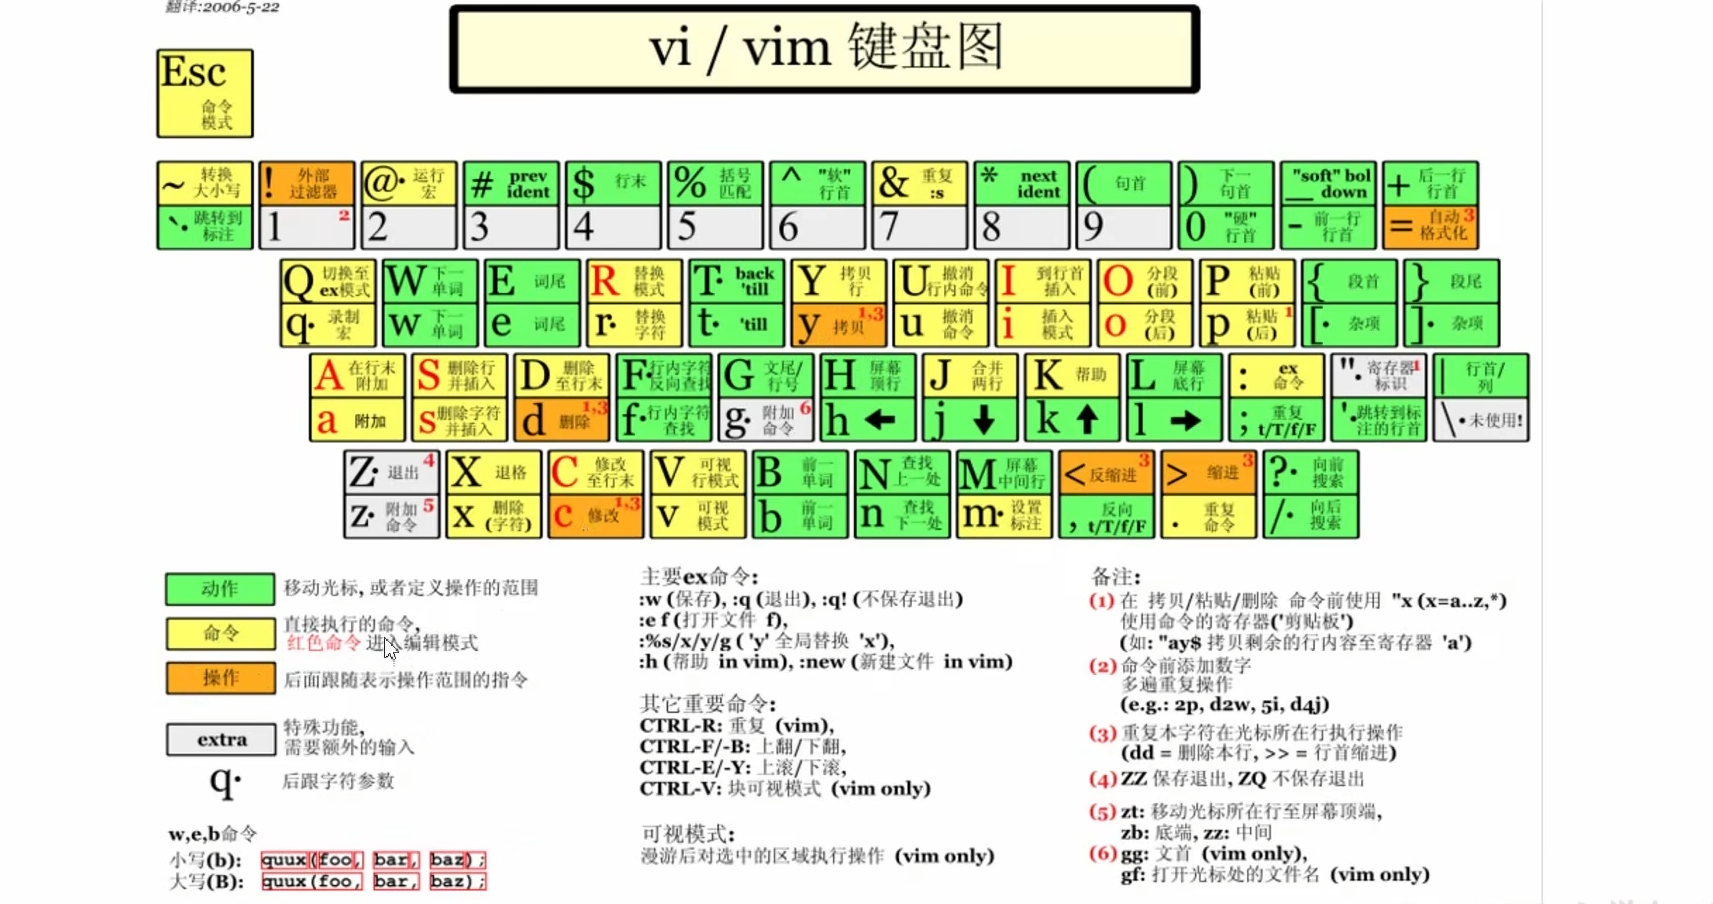 翻译:2006-5-22
vi / vim 键盘图
Esc
命令
模式
~ 转换
大小写
! 外部
过滤器
@· 运行
宏
# prev
ident
$ 行末
% 括号
匹配
^ "软"
行首
& 重复
:s
* next
ident
( 句首
) 下一
句首
_ "soft" bol
down
+ 后一行
行首
`· 跳转到
标注
1 2
2
3
4
5
6
7
8
9
0 "硬"
行首
- 前一行
行首
= 自动 3
格式化
Q 切换至
ex模式
W 下一
单词
E 词尾
R 替换
模式
T· back
'till
Y 拷贝
行
U 撤消
行内命令
I 到行首
插入
O 分段
(前)
P 粘贴
(前)
{ 段首
} 段尾
q· 录制
宏
w 下一
单词
e 词尾
r· 替换
字符
t· 'till
y 拷贝 1,3
u 撤消
命令
i 插入
模式
o 分段
(后)
p 粘贴 1
(后)
[· 杂项
]· 杂项
A 在行末
附加
S 删除行
并插入
D 删除
至行末
F· 行内字符
反向查找
G 文尾/
行号
H 屏幕
顶行
J 合并
两行
K 帮助
L 屏幕
底行
: ex
命令
"· 寄存器 1
标识
| 行首/
列
a 附加
s 删除字符
并插入
d 删除 1,3
f· 行内字符
查找
g· 附加 6
命令
h ←
j ↓
k ↑
l →
; 重复
t/T/f/F
'· 跳转到标
注的行首
\· 未使用!
Z· 退出 4
X 退格
C 修改
至行末
V 可视
行模式
B 前一
单词
N 查找
上一处
M 屏幕
中间行
< 反缩进 3
> 缩进 3
?· 向前
搜索
z· 附加 5
命令
x 删除
(字符)
c 修改 1,3
v 可视
模式
b 前一
单词
n 查找
下一处
m· 设置
标注
, 反向
t/T/f/F
. 重复
命令
/· 向后
搜索
动作 移动光标, 或者定义操作的范围
命令 直接执行的命令,
红色命令 进入编辑模式
操作 后面跟随表示操作范围的指令
extra 特殊功能,
需要额外的输入
q· 后跟字符参数
w,e,b命令
小写(b): quux(foo, bar, baz);
大写(B): quux(foo, bar, baz);
主要ex命令:
:w (保存), :q (退出), :q! (不保存退出)
:e f (打开文件 f),
:%s/x/y/g ( 'y' 全局替换 'x'),
:h (帮助 in vim), :new (新建文件 in vim)
其它重要命令:
CTRL-R: 重复 (vim),
CTRL-F/-B: 上翻/下翻,
CTRL-E/-Y: 上滚/下滚,
CTRL-V: 块可视模式 (vim only)
可视模式:
漫游后对选中的区域执行操作 (vim only)
备注:
(1) 在 拷贝/粘贴/删除 命令前使用 "x (x=a..z,*)
使用命令的寄存器('剪贴板')
(如: "ay$ 拷贝剩余的行内容至寄存器 'a')
(2) 命令前添加数字
多遍重复操作
(e.g.: 2p, d2w, 5i, d4j)
(3) 重复本字符在光标所在行执行操作
(dd = 删除本行, >> = 行首缩进)
(4) ZZ 保存退出, ZQ 不保存退出
(5) zt: 移动光标所在行至屏幕顶端,
zb: 底端, zz: 中间
(6) gg: 文首 (vim only),
gf: 打开光标处的文件名 (vim only)